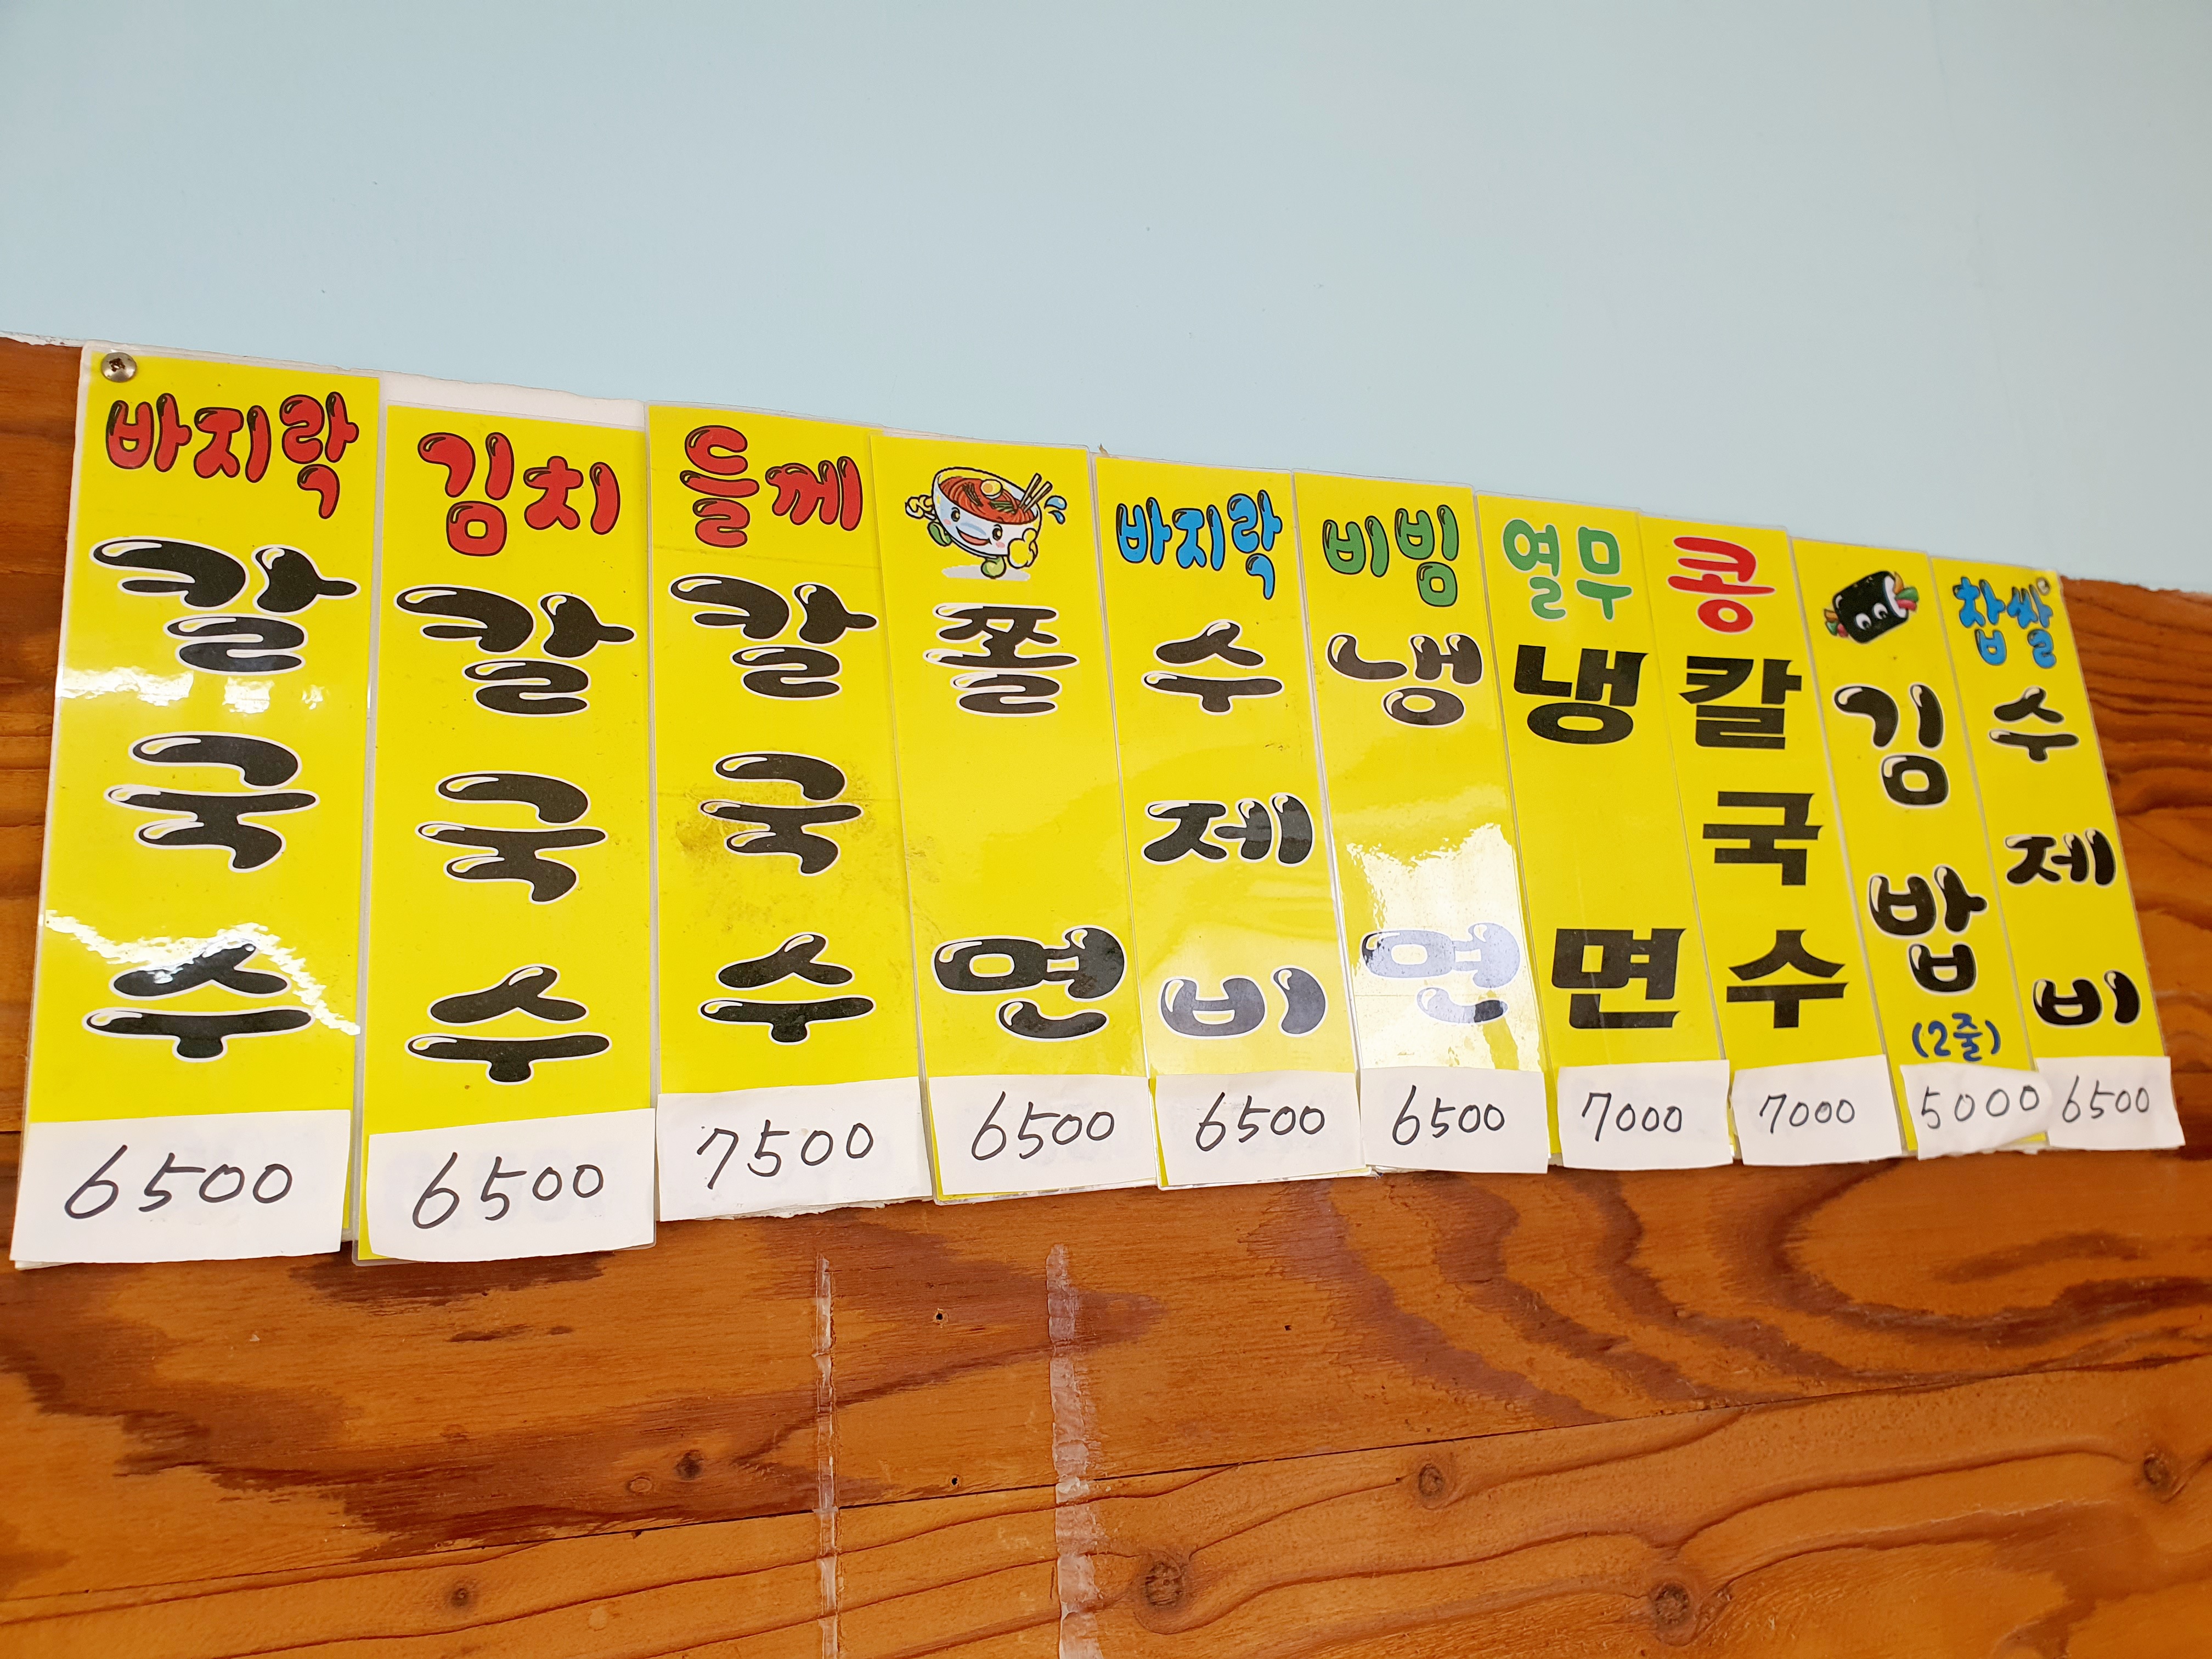 바지락
칼국수
6500
김치
칼국수
6500
들께
칼국수
7500
쫄면
6500
바지락
수제비
6500
비빔
냉면
6500
열무
냉면
7000
콩
칼국수
7000
김밥
(2줄)
5000
찹쌀
수제비
6500